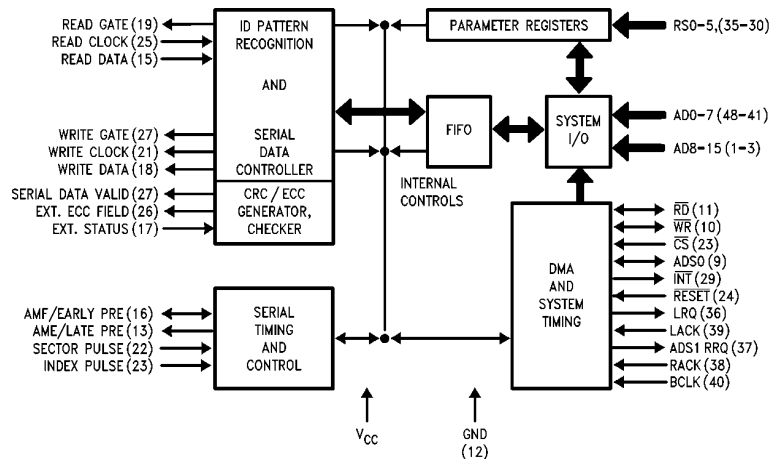 READ GATE (19)
READ CLOCK (25)
READ DATA (15)
WRITE GATE (27)
WRITE CLOCK (21)
WRITE DATA (18)
SERIAL DATA VALID (27)
EXT. ECC FIELD (26)
EXT. STATUS (17)
AMF/EARLY PRE (16)
AME/LATE PRE (13)
SECTOR PULSE (22)
INDEX PULSE (23)
ID PATTERN
RECOGNITION
AND
SERIAL
DATA
CONTROLLER
CRC / ECC
GENERATOR,
CHECKER
SERIAL
TIMING
AND
CONTROL
PARAMETER REGISTERS
FIFO
INTERNAL
CONTROLS
SYSTEM
I/O
DMA
AND
SYSTEM
TIMING
VCC
GND
(12)
RS0-5,(35-30)
AD0-7 (48-41)
AD8-15 (1-3)
RD (11)
WR (10)
CS (23)
ADS0 (9)
INT (29)
RESET (24)
LRQ (36)
LACK (39)
ADS1 RRQ (37)
RACK (38)
BCLK (40)